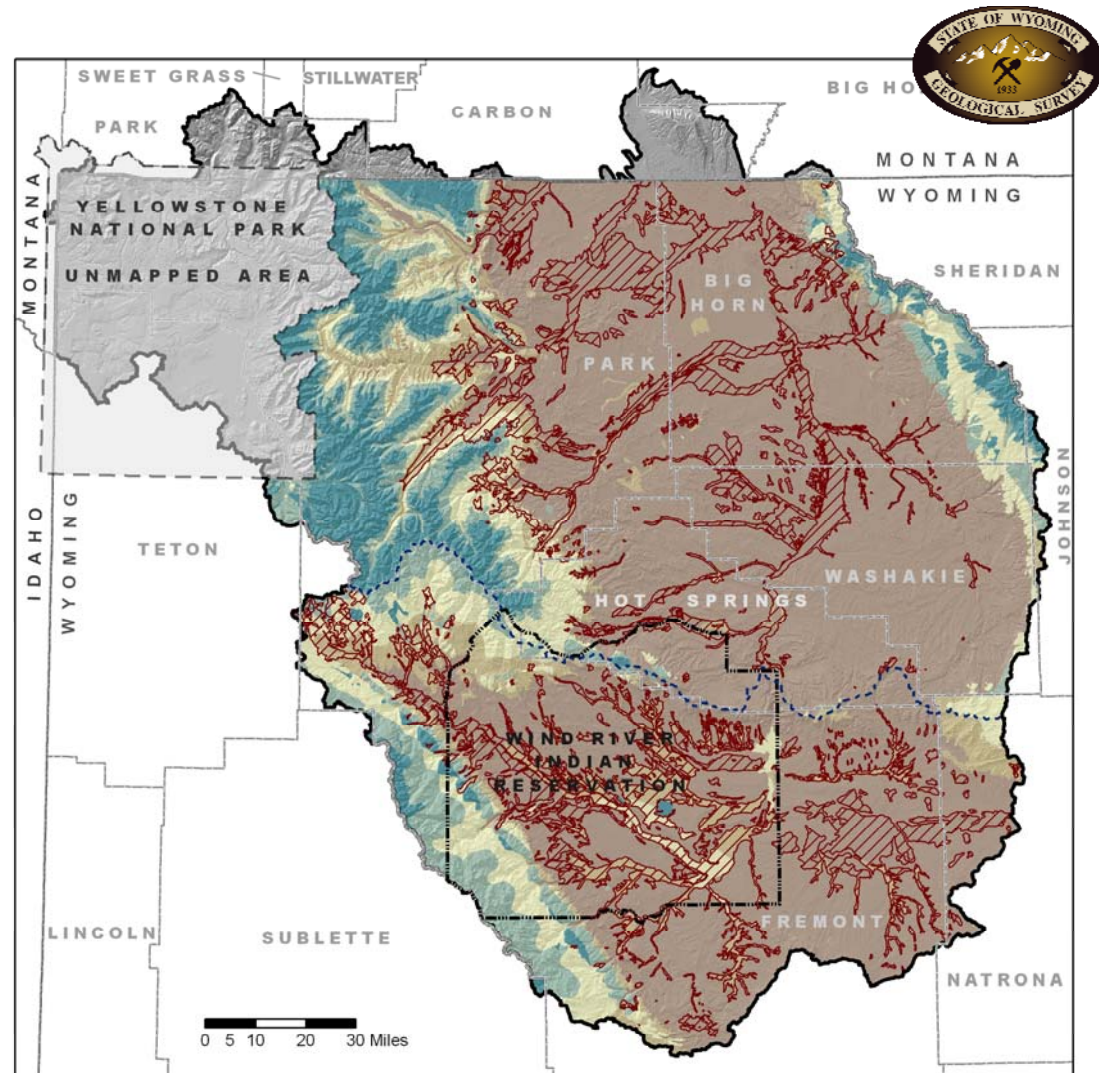 STATE OF WYOMING
GEOLOGICAL SURVEY
1933
SWEET GRASS
STILLWATER
PARK
CARBON
BIG HO
MONTANA
WYOMING
MONTANA
YELLOWSTONE
NATIONAL PARK
UNMAPPED AREA
SHERIDAN
BIG
HORN
PARK
JOHNSON
IDAHO
WYOMING
TETON
WASHAKIE
HOT SPRINGS
WIND RIVER
INDIAN
RESERVATION
FREMONT
LINCOLN
SUBLETTE
NATRONA
0 5 10 20 30 Miles